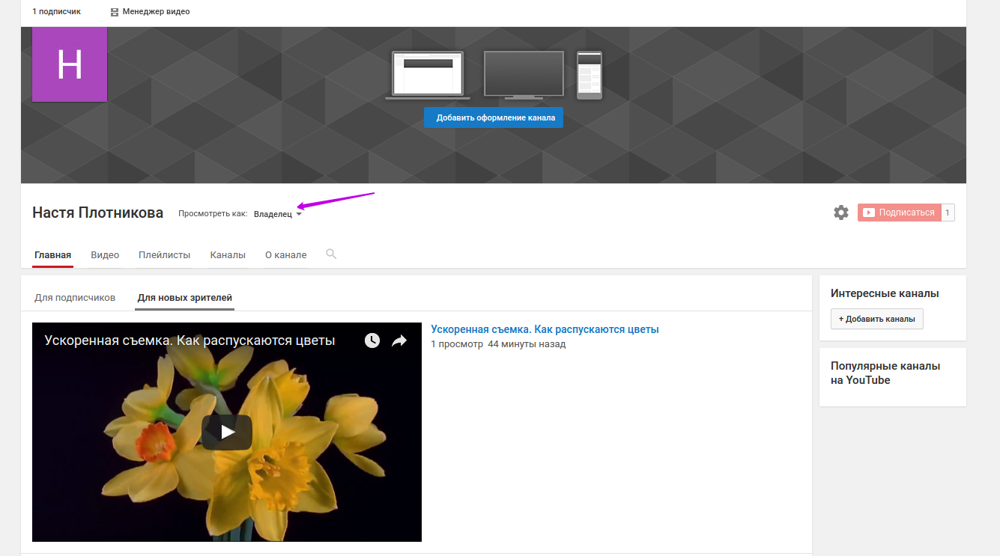 1 подписчик Менеджер видео
Н
Добавить оформление канала
Настя Плотникова Просмотреть как: Владелец
Подписаться 1
Главная Видео Плейлисты Каналы О канале
Для подписчиков Для новых зрителей
Ускоренная съемка. Как распускаются цветы
Ускоренная съемка. Как распускаются цветы
1 просмотр 44 минуты назад
Интересные каналы
+ Добавить каналы
Популярные каналы
на YouTube